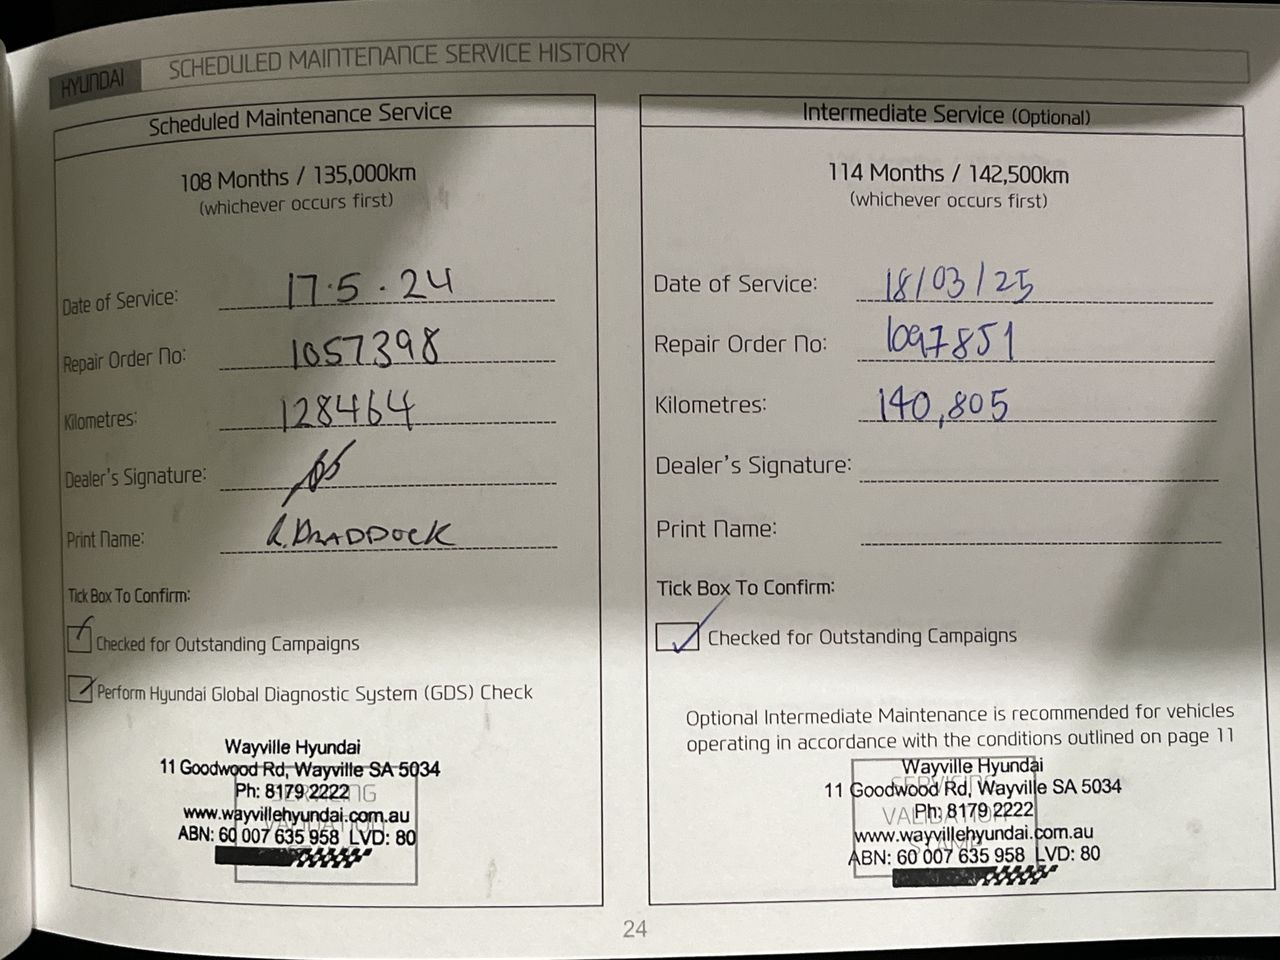 HYUNDAI
SCHEDULED MAINTENANCE SERVICE HISTORY
Scheduled Maintenance Service
108 Months / 135,000km
(whichever occurs first)
Date of Service: 17.5.24
Repair Order No: 1057398
Kilometres: 128464
Dealer's Signature:
Print Name: A. BRADDOCK
Tick Box To Confirm:
Checked for Outstanding Campaigns
Perform Hyundai Global Diagnostic System (GDS) Check
Wayville Hyundai
11 Goodwood Rd, Wayville SA 5034
Ph: 8179 2222
www.wayvillehyundai.com.au
ABN: 60 007 635 958 LVD: 80
Intermediate Service (Optional)
114 Months / 142,500km
(whichever occurs first)
Date of Service: 18/03/25
Repair Order No: 1097851
Kilometres: 140,805
Dealer's Signature:
Print Name:
Tick Box To Confirm:
Checked for Outstanding Campaigns
Optional Intermediate Maintenance is recommended for vehicles
operating in accordance with the conditions outlined on page 11
Wayville Hyundai
11 Goodwood Rd, Wayville SA 5034
SERVICING
Ph: 8179 2222
VALIDATION
www.wayvillehyundai.com.au
STAMP
ABN: 60 007 635 958 LVD: 80
24